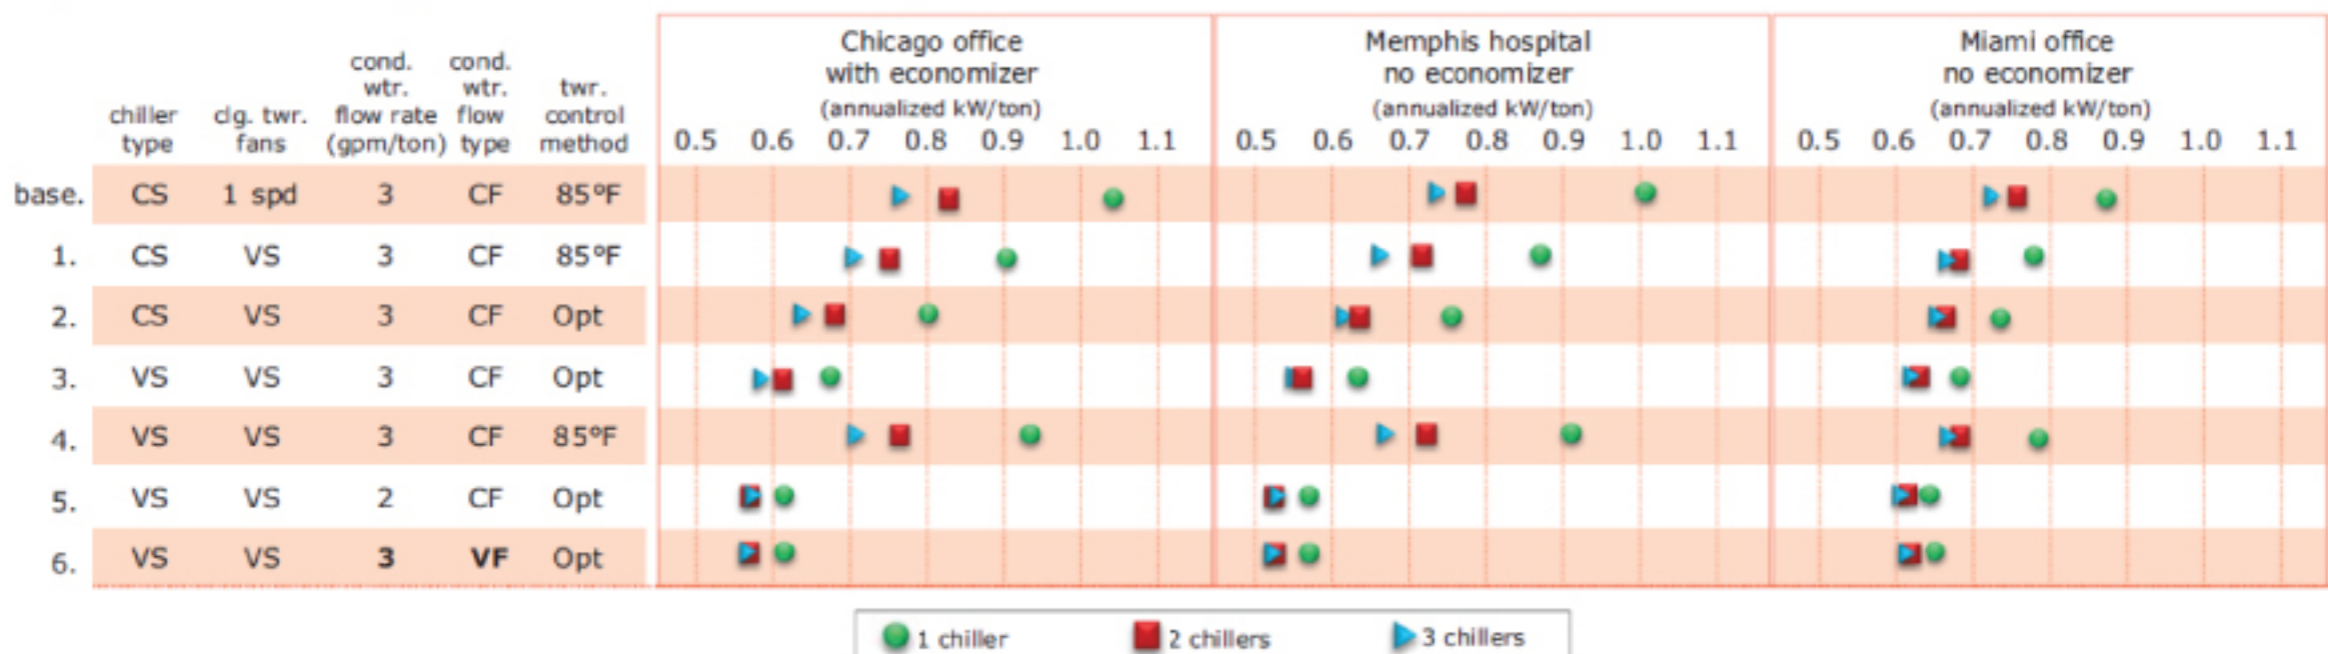 Chicago office
with economizer
(annualized kW/ton)
Memphis hospital
no economizer
(annualized kW/ton)
Miami office
no economizer
(annualized kW/ton)
chiller type
clg. twr. fans
cond. wtr. flow rate (gpm/ton)
cond. wtr. flow type
twr. control method
0.5 0.6 0.7 0.8 0.9 1.0 1.1
0.5 0.6 0.7 0.8 0.9 1.0 1.1
0.5 0.6 0.7 0.8 0.9 1.0 1.1
base. CS 1 spd 3 CF 85°F
1. CS VS 3 CF 85°F
2. CS VS 3 CF Opt
3. VS VS 3 CF Opt
4. VS VS 3 CF 85°F
5. VS VS 2 CF Opt
6. VS VS 3 VF Opt
1 chiller 2 chillers 3 chillers